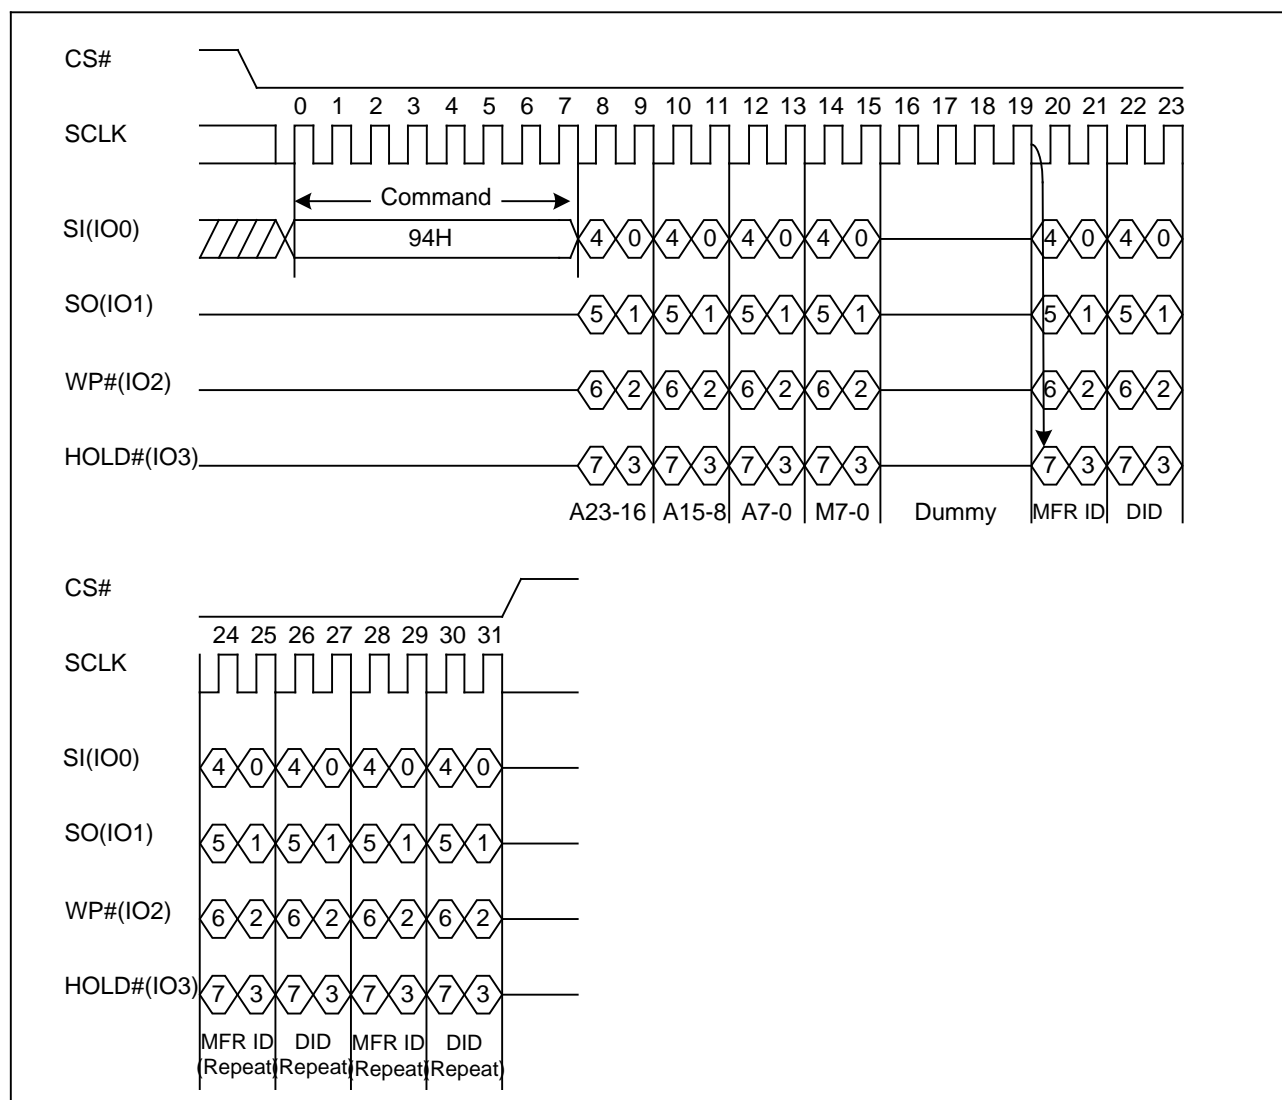 CS#
0 1 2 3 4 5 6 7 8 9 10 11 12 13 14 15 16 17 18 19 20 21 22 23
SCLK
Command
SI(IO0) 94H 4 0 4 0 4 0 4 0 4 0 4 0
SO(IO1) 5 1 5 1 5 1 5 1 5 1 5 1
WP#(IO2) 6 2 6 2 6 2 6 2 6 2 6 2
HOLD#(IO3) 7 3 7 3 7 3 7 3 7 3 7 3
A23-16 A15-8 A7-0 M7-0 Dummy MFR ID DID
CS#
24 25 26 27 28 29 30 31
SCLK
SI(IO0) 4 0 4 0 4 0 4 0
SO(IO1) 5 1 5 1 5 1 5 1
WP#(IO2) 6 2 6 2 6 2 6 2
HOLD#(IO3) 7 3 7 3 7 3 7 3
MFR ID DID MFR ID DID
(Repeat) (Repeat) (Repeat) (Repeat)